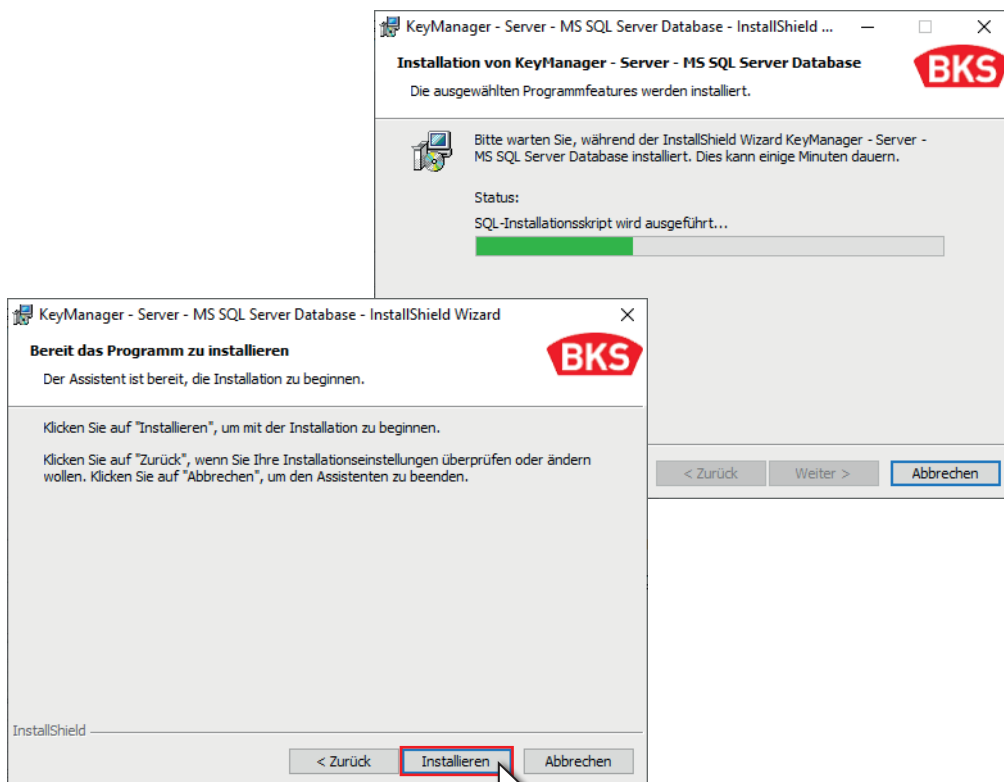 KeyManager - Server - MS SQL Server Database - InstallShield ...
Installation von KeyManager - Server - MS SQL Server Database
BKS
Die ausgewählten Programmfeatures werden installiert.
Bitte warten Sie, während der InstallShield Wizard KeyManager - Server -
MS SQL Server Database installiert. Dies kann einige Minuten dauern.
Status:
SQL-Installationsskript wird ausgeführt...
< Zurück Weiter > Abbrechen
KeyManager - Server - MS SQL Server Database - InstallShield Wizard
Bereit das Programm zu installieren
BKS
Der Assistent ist bereit, die Installation zu beginnen.
Klicken Sie auf "Installieren", um mit der Installation zu beginnen.
Klicken Sie auf "Zurück", wenn Sie Ihre Installationseinstellungen überprüfen oder ändern
wollen. Klicken Sie auf "Abbrechen", um den Assistenten zu beenden.
InstallShield
< Zurück Installieren Abbrechen